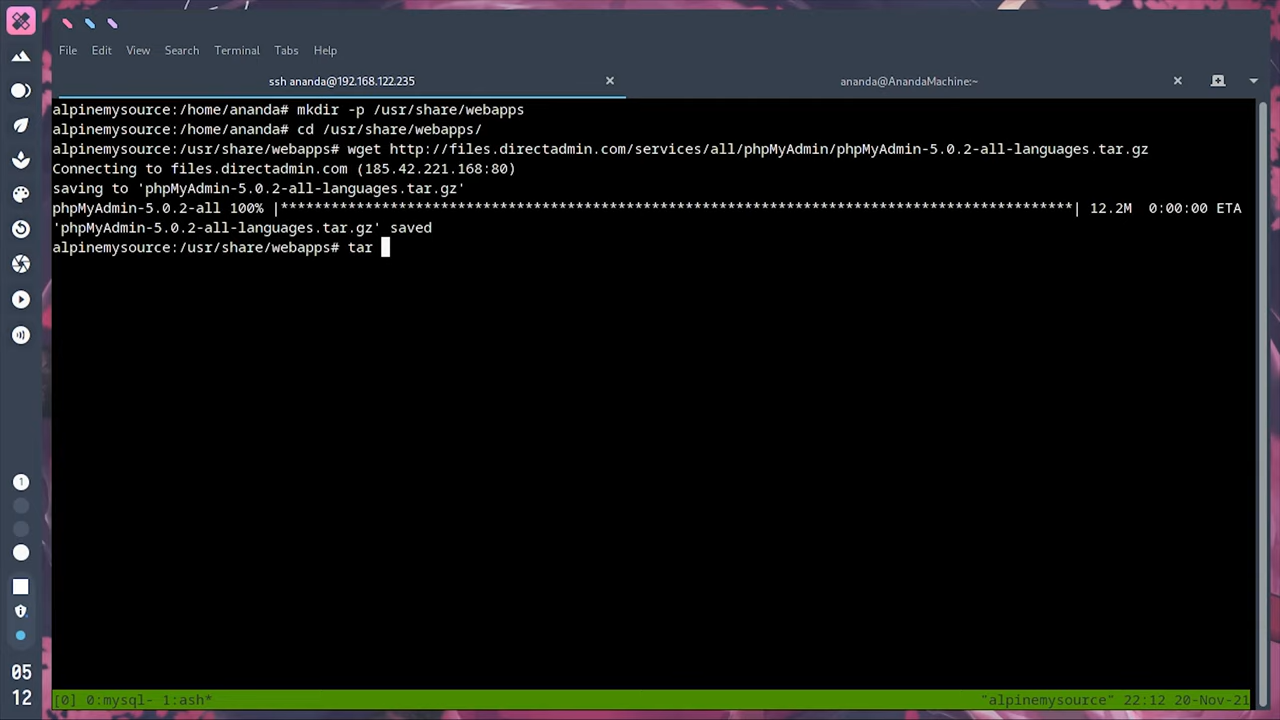 File Edit View Search Terminal Tabs Help
ssh ananda@192.168.122.235
ananda@AnandaMachine:~
alpinemysource:/home/ananda# mkdir -p /usr/share/webapps
alpinemysource:/home/ananda# cd /usr/share/webapps/
alpinemysource:/usr/share/webapps# wget http://files.directadmin.com/services/all/phpMyAdmin/phpMyAdmin-5.0.2-all-languages.tar.gz
Connecting to files.directadmin.com (185.42.221.168:80)
saving to 'phpMyAdmin-5.0.2-all-languages.tar.gz'
phpMyAdmin-5.0.2-all 100% |**********************************************************************************************| 12.2M 0:00:00 ETA
'phpMyAdmin-5.0.2-all-languages.tar.gz' saved
alpinemysource:/usr/share/webapps# tar
1
05
12
[0] 0:mysql- 1:ash*
"alpinemysource" 22:12 20-Nov-21